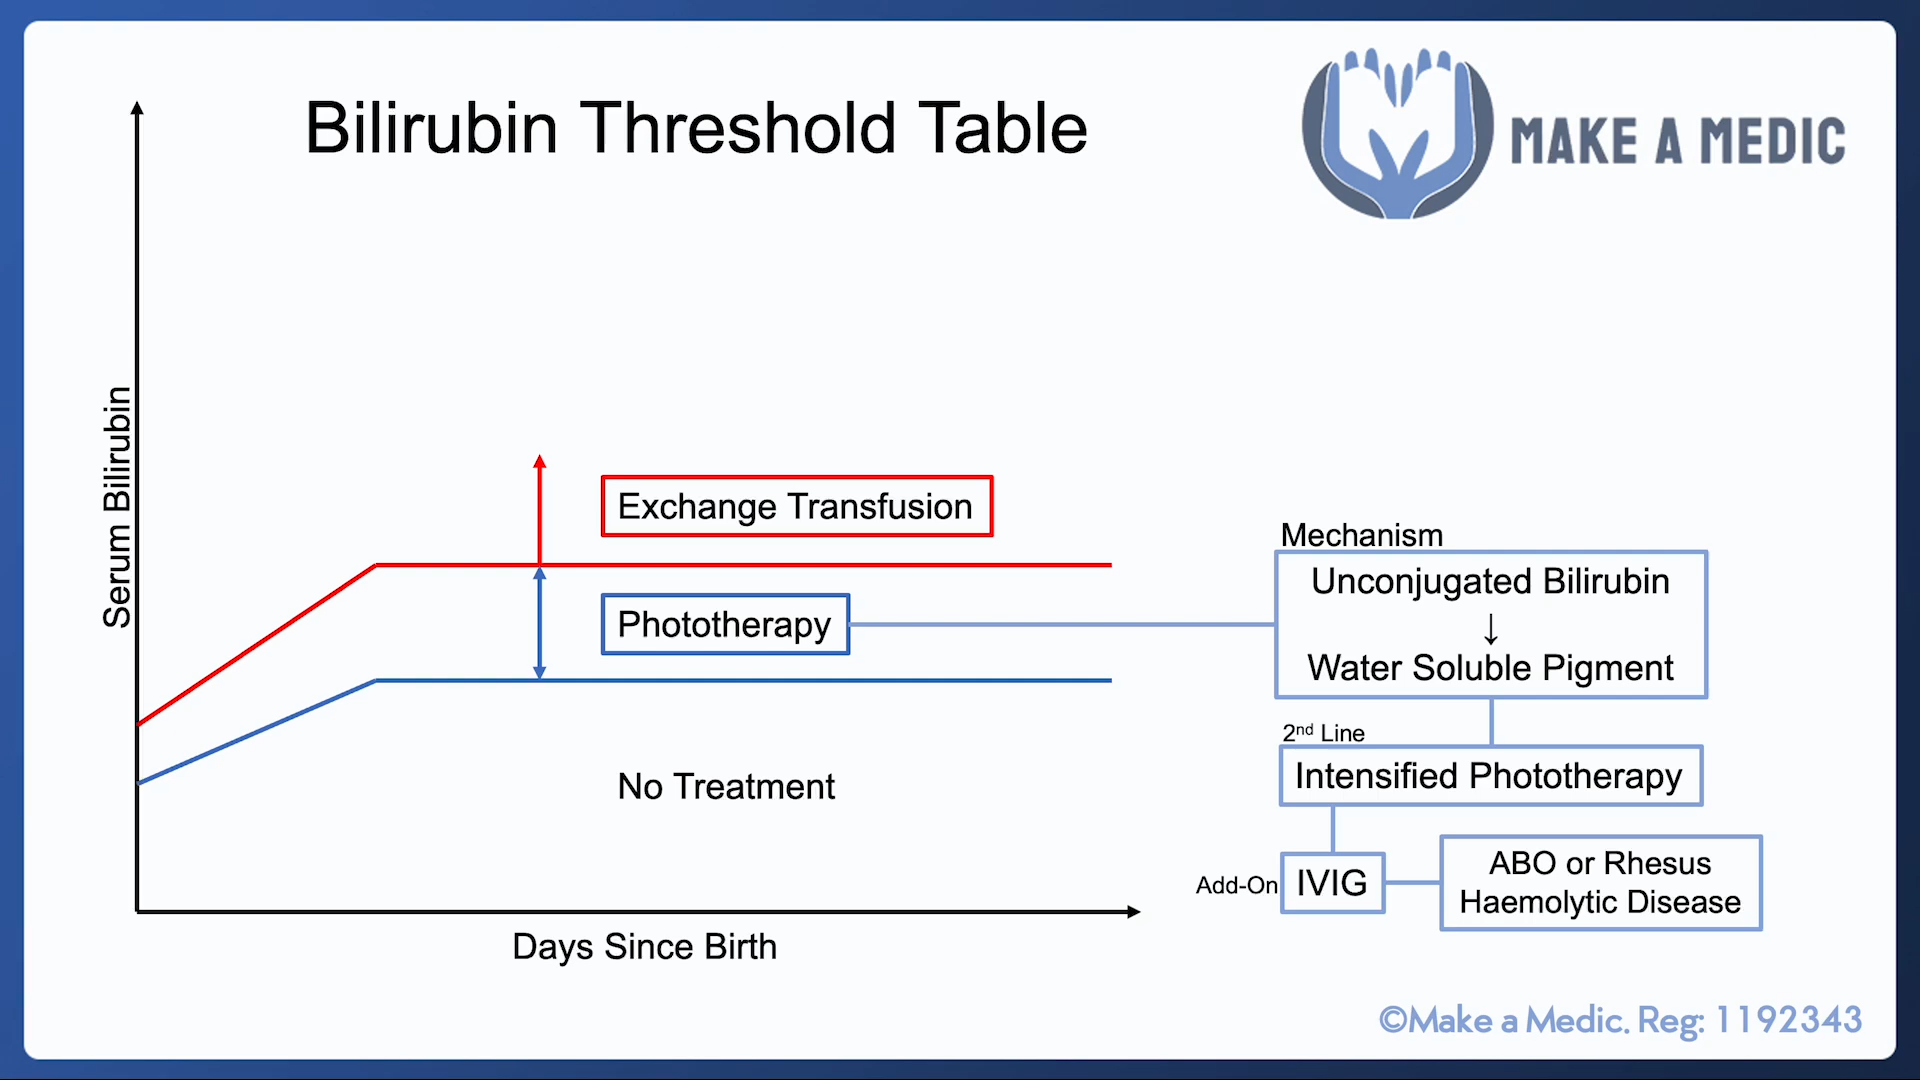 Bilirubin Threshold Table
MAKE A MEDIC
Serum Bilirubin
Exchange Transfusion
Phototherapy
No Treatment
Days Since Birth
Mechanism
Unconjugated Bilirubin
↓
Water Soluble Pigment
2nd Line
Intensified Phototherapy
Add-On
IVIG
ABO or Rhesus
Haemolytic Disease
©Make a Medic. Reg: 1192343